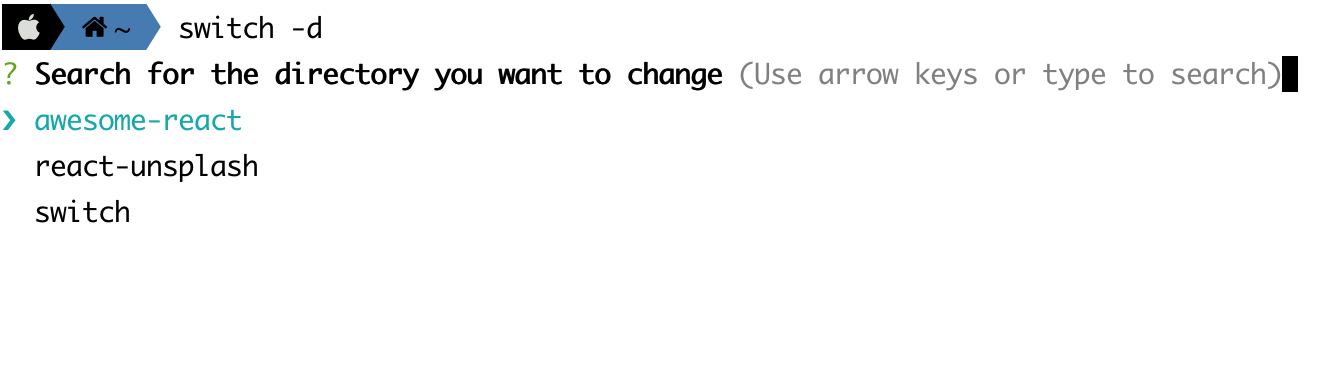 ~ switch -d
? Search for the directory you want to change (Use arrow keys or type to search)
❯ awesome-react
react-unsplash
switch